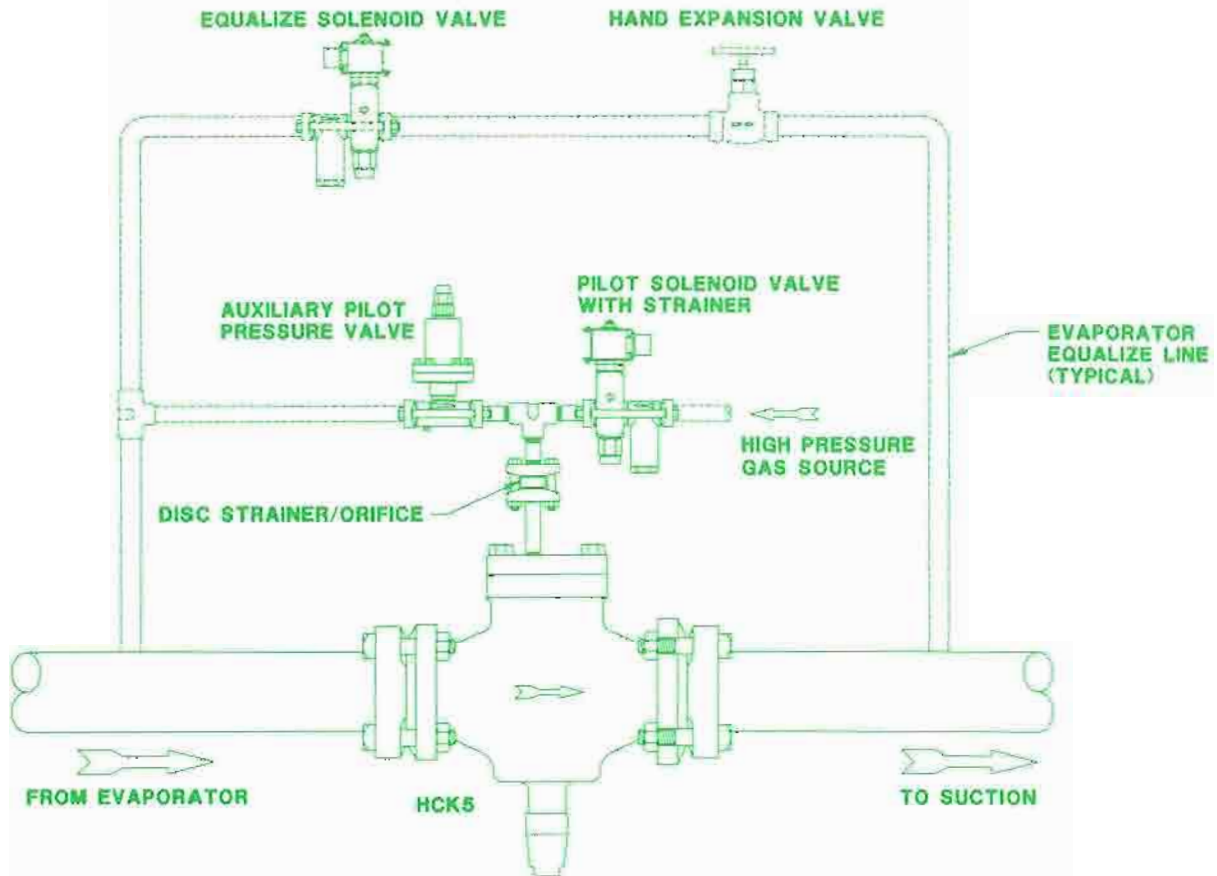 EQUALIZE SOLENOID VALVE
HAND EXPANSION VALVE
AUXILIARY PILOT
PRESSURE VALVE
PILOT SOLENOID VALVE
WITH STRAINER
EVAPORATOR
EQUALIZE LINE
(TYPICAL)
HIGH PRESSURE
GAS SOURCE
DISC STRAINER/ORIFICE
FROM EVAPORATOR
HCK5
TO SUCTION